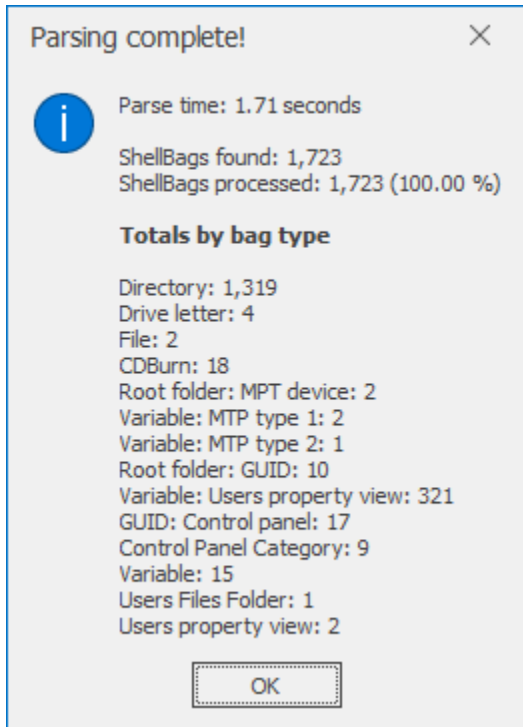 Parsing complete!
Parse time: 1.71 seconds
ShellBags found: 1,723
ShellBags processed: 1,723 (100.00 %)
Totals by bag type
Directory: 1,319
Drive letter: 4
File: 2
CDBurn: 18
Root folder: MPT device: 2
Variable: MTP type 1: 2
Variable: MTP type 2: 1
Root folder: GUID: 10
Variable: Users property view: 321
GUID: Control panel: 17
Control Panel Category: 9
Variable: 15
Users Files Folder: 1
Users property view: 2
OK